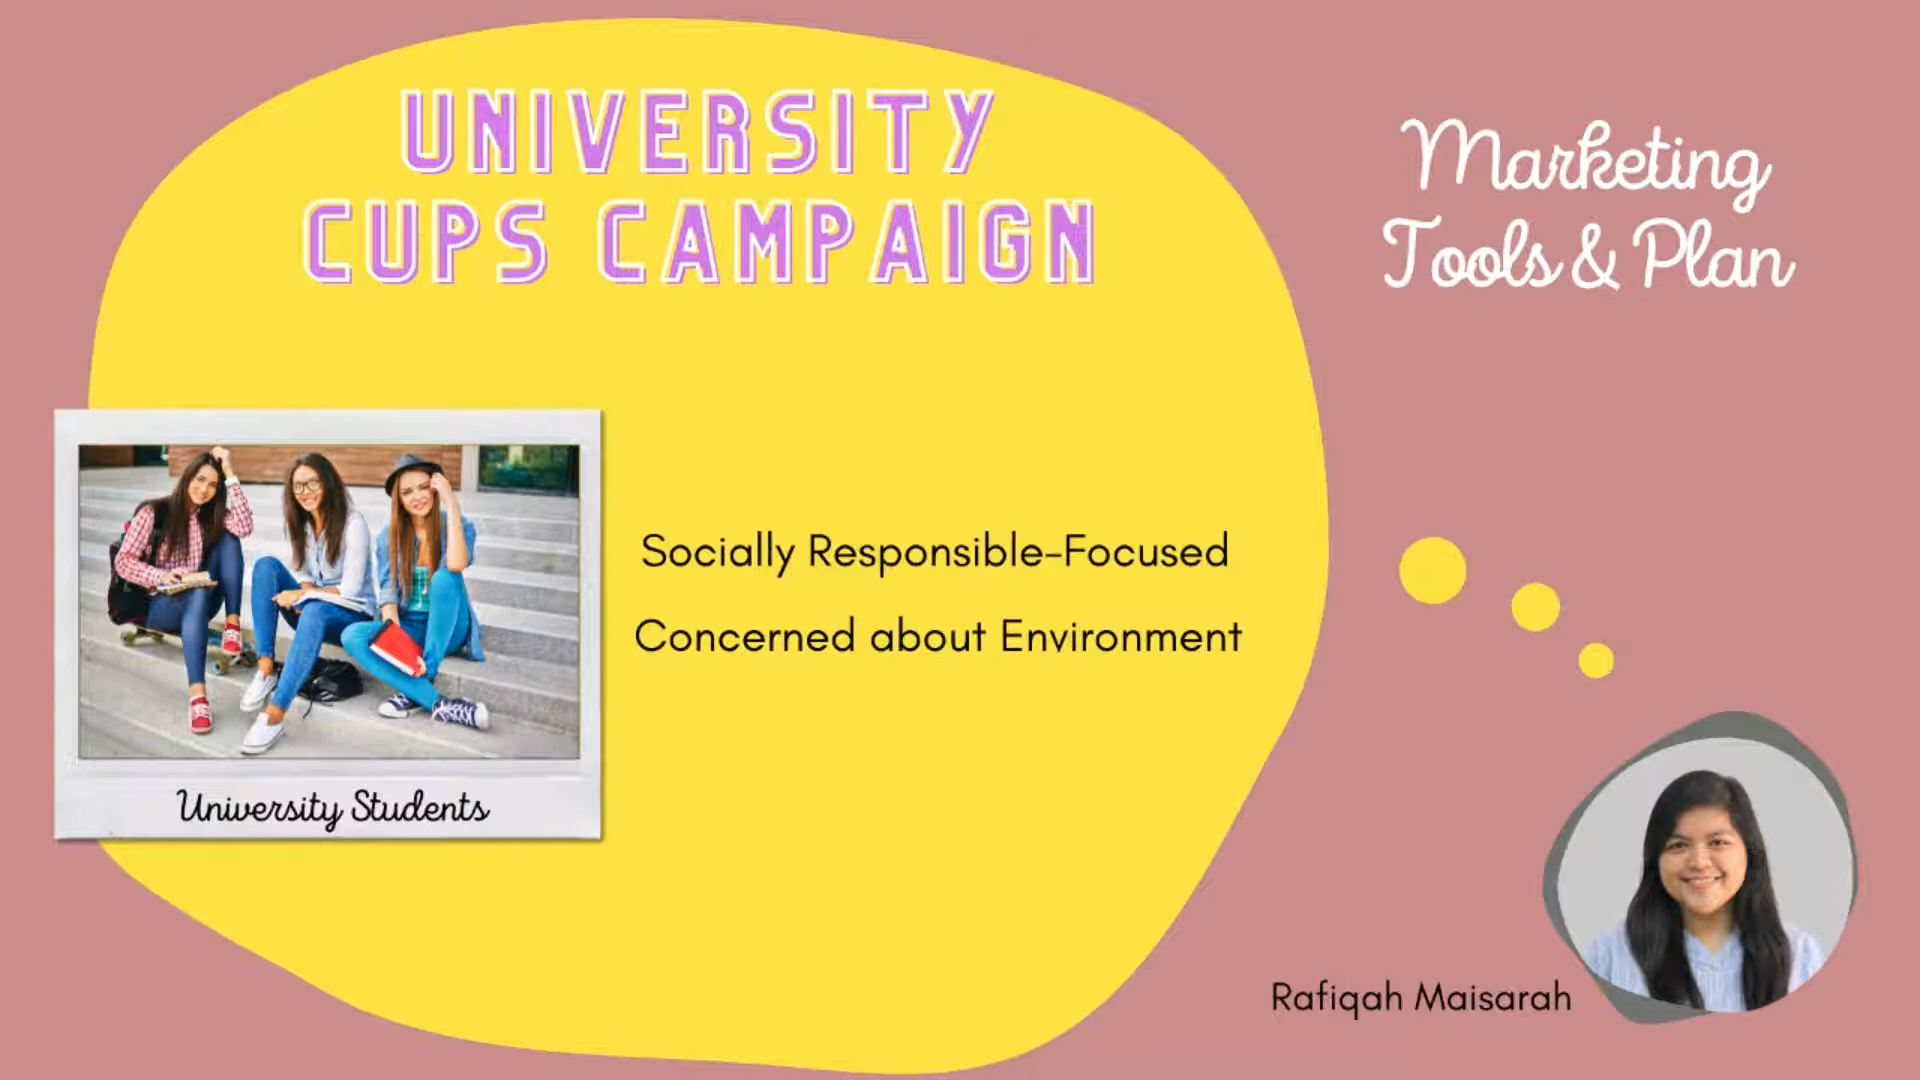 UNIVERSITY
CUPS CAMPAIGN
Marketing
Tools & Plan
Socially Responsible-Focused
Concerned about Environment
University Students
Rafiqah Maisarah